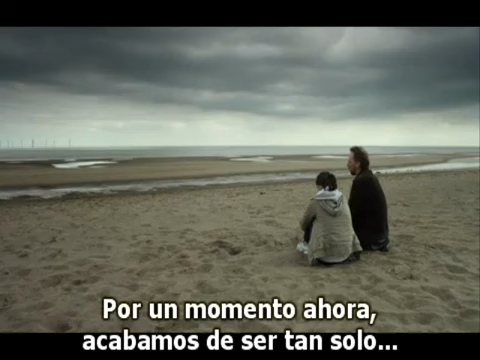 Por un momento ahora,
acabamos de ser tan solo...